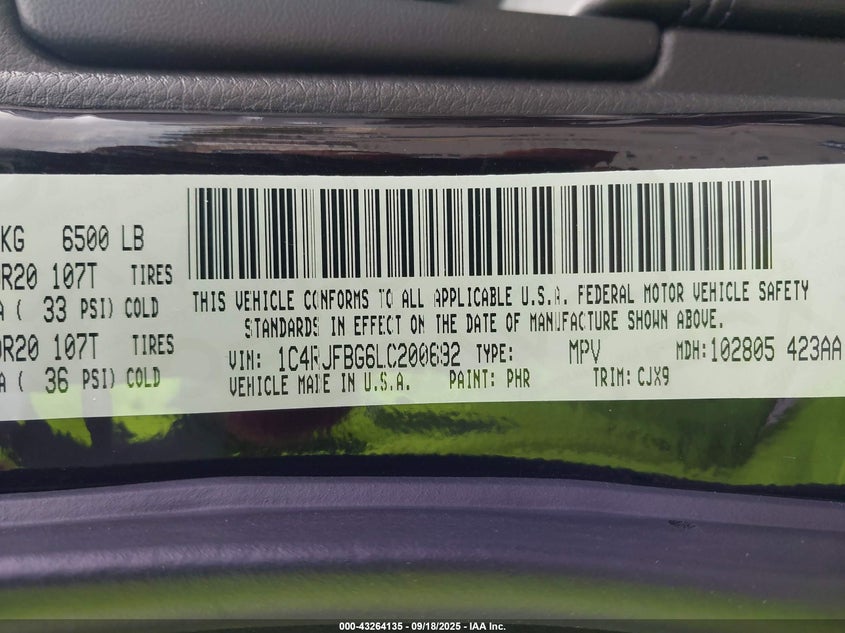 KG 6500 LB
R20 107T TIRES
( 33 PSI) COLD
R20 107T TIRES
( 36 PSI) COLD
THIS VEHICLE CONFORMS TO ALL APPLICABLE U.S.A. FEDERAL MOTOR VEHICLE SAFETY
STANDARDS IN EFFECT ON THE DATE OF MANUFACTURE SHOWN ABOVE.
VIN: 1C4RJFBG6LC200692 TYPE: MPV MDH:102805 423AA
VEHICLE MADE IN U.S.A. PAINT: PHR TRIM: CJX9
000-43264135 - 09/18/2025 - IAA Inc.